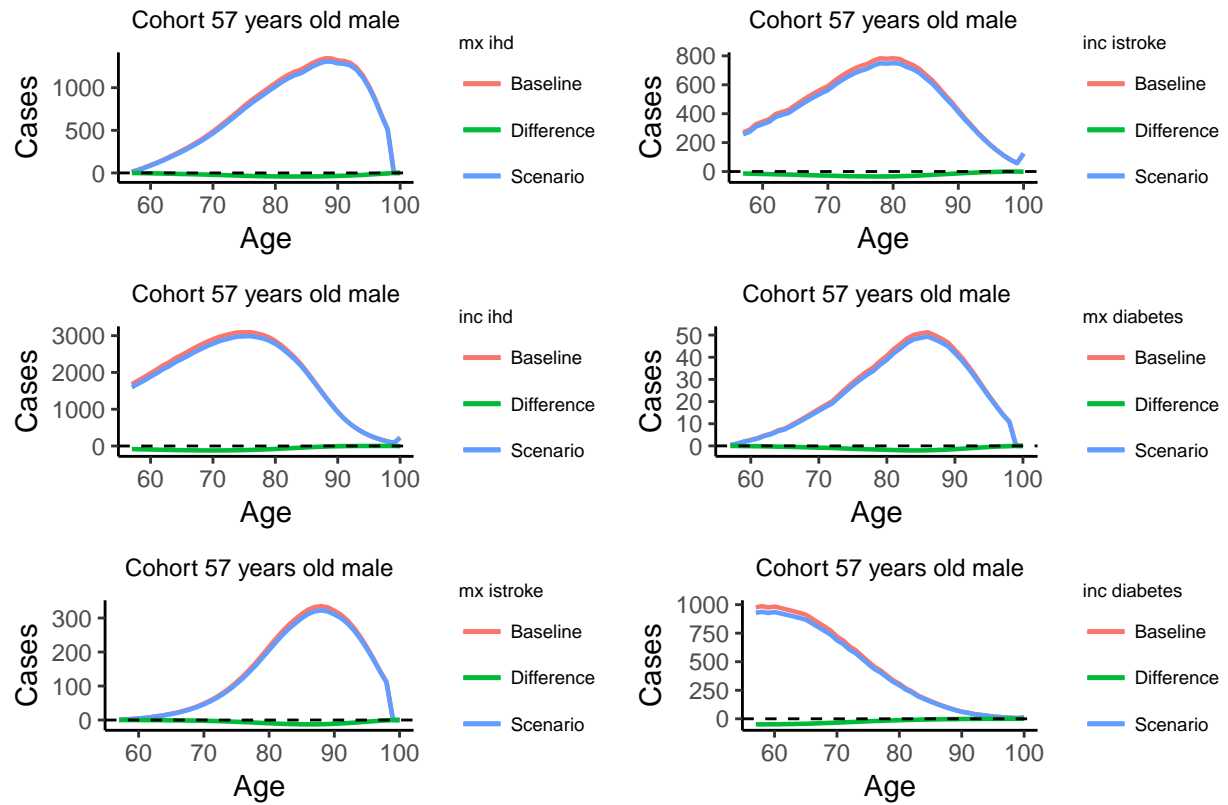 Cohort 57 years old male
mx ihd
1000
500
0
Cases
60 70 80 90 100
Age
Baseline
Difference
Scenario
Cohort 57 years old male
inc istroke
800
600
400
200
0
Cases
60 70 80 90 100
Age
Baseline
Difference
Scenario
Cohort 57 years old male
inc ihd
3000
2000
1000
0
Cases
60 70 80 90 100
Age
Baseline
Difference
Scenario
Cohort 57 years old male
mx diabetes
50
40
30
20
10
0
Cases
60 70 80 90 100
Age
Baseline
Difference
Scenario
Cohort 57 years old male
mx istroke
300
200
100
0
Cases
60 70 80 90 100
Age
Baseline
Difference
Scenario
Cohort 57 years old male
inc diabetes
1000
750
500
250
0
Cases
60 70 80 90 100
Age
Baseline
Difference
Scenario